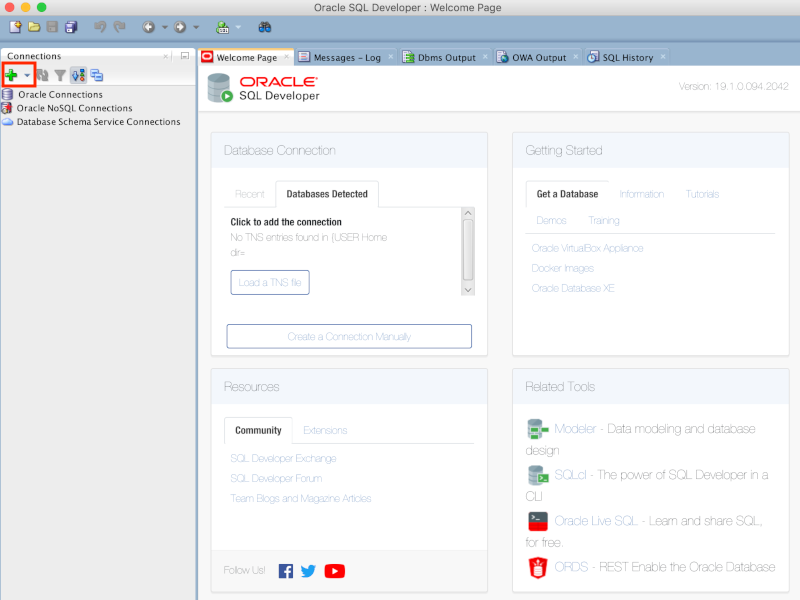 Oracle SQL Developer : Welcome Page
Connections
Oracle Connections
Oracle NoSQL Connections
Database Schema Service Connections
Welcome Page
Messages - Log
Dbms Output
OWA Output
SQL History
ORACLE
SQL Developer
Version: 19.1.0.094.2042
Database Connection
Recent
Databases Detected
Click to add the connection
No TNS entries found in {USER Home
dir=
Load a TNS file
Create a Connection Manually
Getting Started
Get a Database
Information
Tutorials
Demos
Training
Oracle VirtualBox Appliance
Docker Images
Oracle Database XE
Resources
Community
Extensions
SQL Developer Exchange
SQL Developer Forum
Team Blogs and Magazine Articles
Follow Us!
Related Tools
Modeler - Data modeling and database
design
SQLcl - The power of SQL Developer in a
CLI
Oracle Live SQL - Learn and share SQL,
for free.
ORDS - REST Enable the Oracle Database